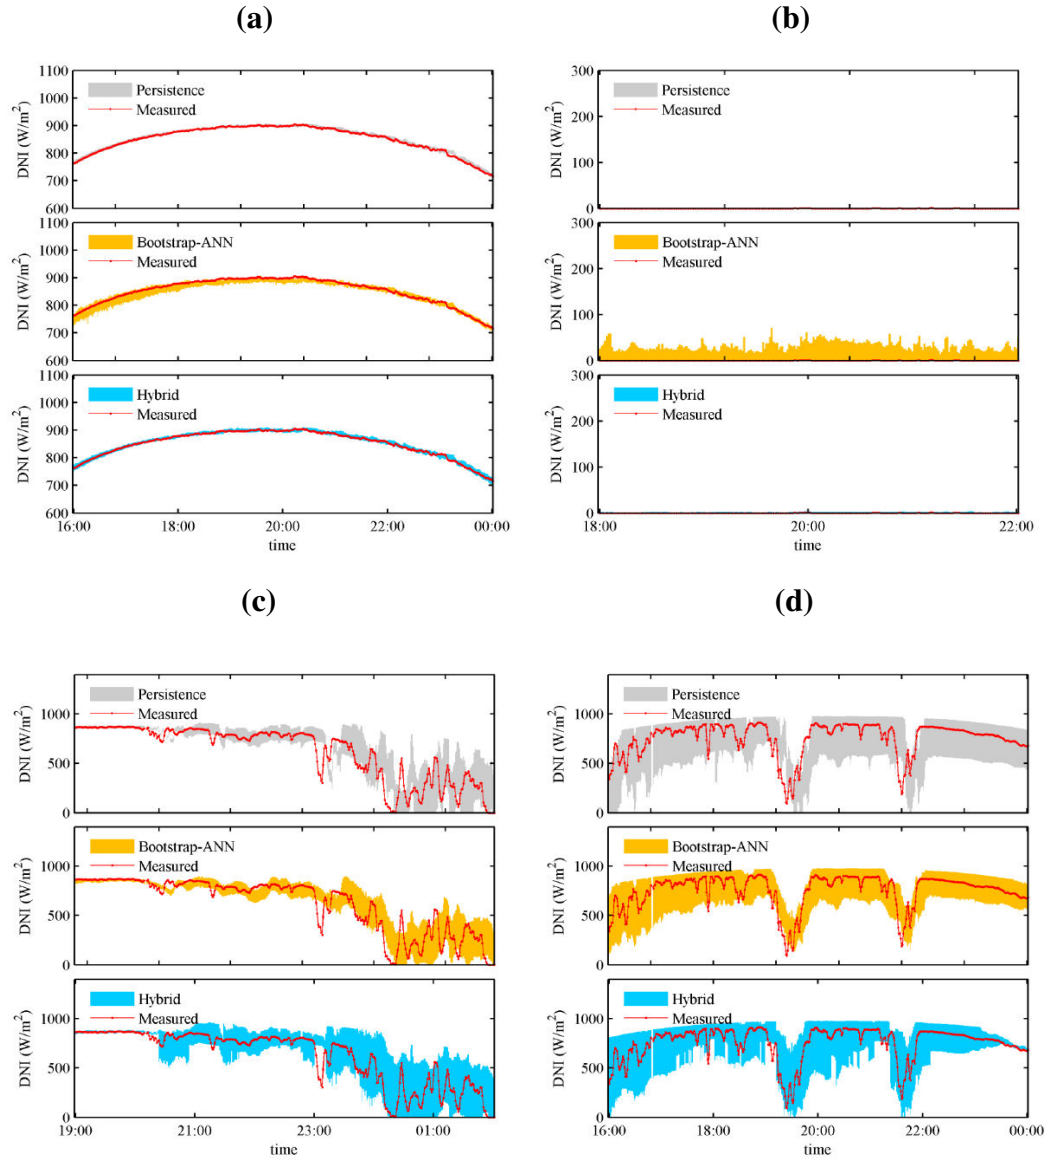 (a)
1100
1000
900
800
700
600
DNI (W/m²)
Persistence
Measured
1100
1000
900
800
700
600
DNI (W/m²)
Bootstrap-ANN
Measured
1100
1000
900
800
700
600
DNI (W/m²)
Hybrid
Measured
16:00 18:00 20:00 22:00 00:00
time
(b)
300
200
100
0
DNI (W/m²)
Persistence
Measured
300
200
100
0
DNI (W/m²)
Bootstrap-ANN
Measured
300
200
100
0
DNI (W/m²)
Hybrid
Measured
18:00 20:00 22:00
time
(c)
1000
500
0
DNI (W/m²)
Persistence
Measured
1000
500
0
DNI (W/m²)
Bootstrap-ANN
Measured
1000
500
0
DNI (W/m²)
Hybrid
Measured
19:00 21:00 23:00 01:00
time
(d)
1000
500
0
DNI (W/m²)
Persistence
Measured
1000
500
0
DNI (W/m²)
Bootstrap-ANN
Measured
1000
500
0
DNI (W/m²)
Hybrid
Measured
16:00 18:00 20:00 22:00 00:00
time